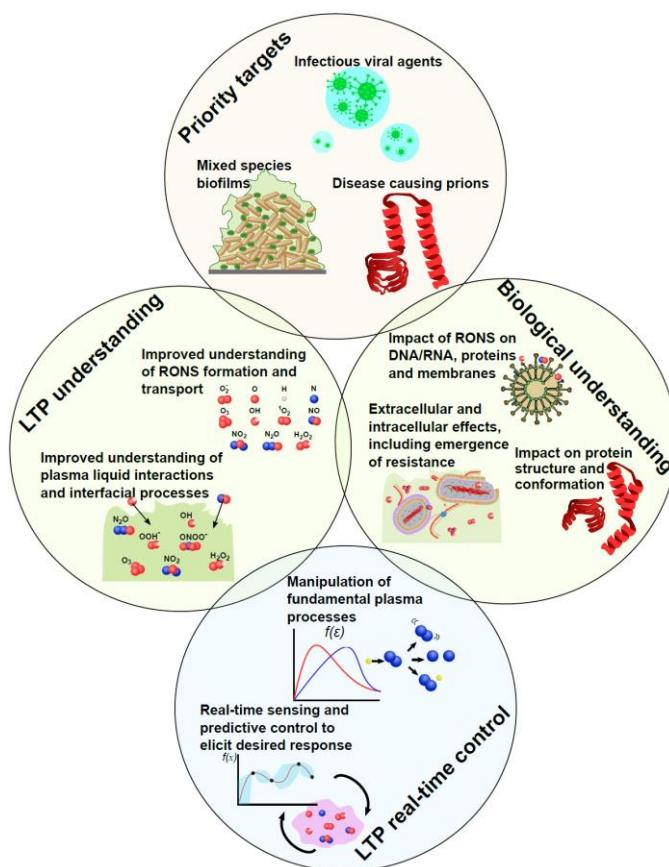 Priority targets
Infectious viral agents
Mixed species
biofilms
Disease causing prions
LTP understanding
Improved understanding
of RONS formation and
transport
O₂⁻ O H N
O₃ OH ¹O₂ NO
NO₂ N₂O H₂O₂
Improved understanding of
plasma liquid interactions
and interfacial processes
N₂O OH
OOH⁻ ONOO⁻
O₃ NO₂ H₂O₂
Biological understanding
Impact of RONS on
DNA/RNA, proteins
and membranes
Extracellular and
intracellular effects,
including emergence
of resistance
Impact on protein
structure and
conformation
Manipulation of
fundamental plasma
processes
f(ε)
Real-time sensing and
predictive control to
elicit desired response
f(x)
LTP real-time control